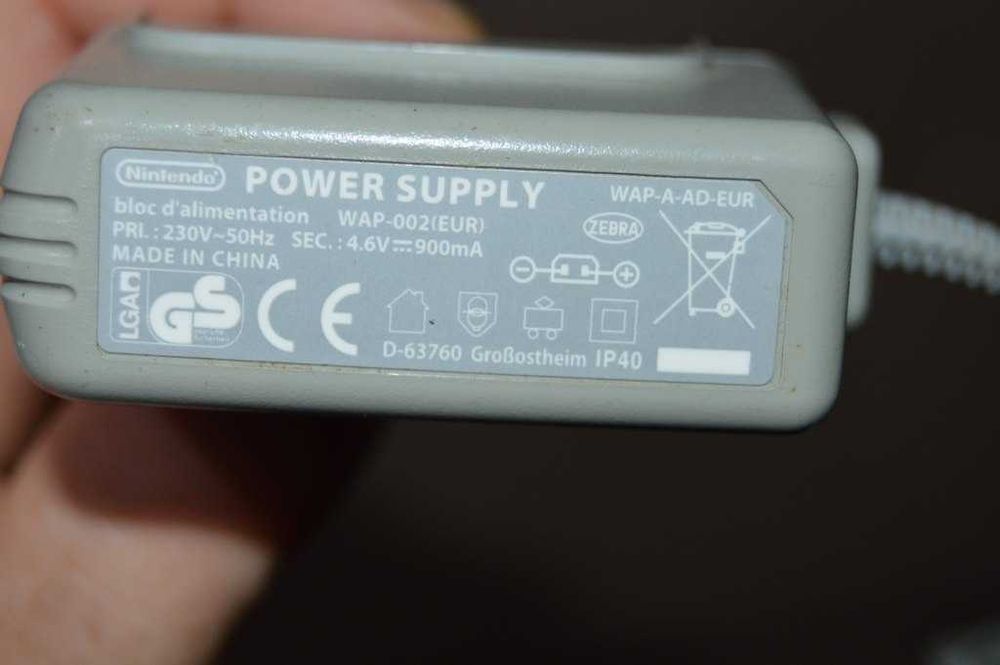 Nintendo POWER SUPPLY WAP-A-AD-EUR
bloc d'alimentation WAP-002(EUR) ZEBRA
PRI.: 230V~50Hz SEC.: 4.6V⎓900mA
MADE IN CHINA
LGA GS CE
D-63760 Großostheim IP40